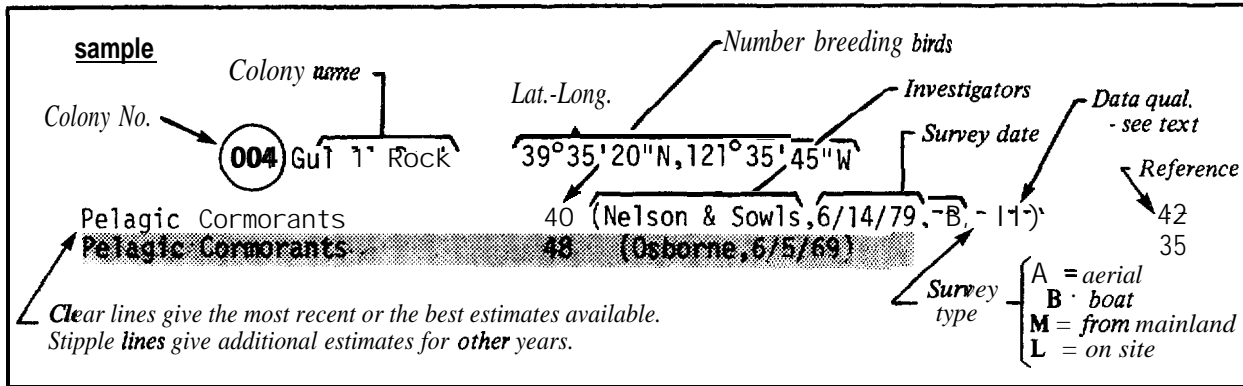 sample
Number breeding birds
Colony name
Lat.-Long.
Investigators
Data qual.
- see text
Colony No.
Survey date
Reference
004 Gul l Rock 39°35'20"N,121°35'45"W
Pelagic Cormorants 40 (Nelson & Sowls,6/14/79,-B, - 42
Pelagic Cormorants 48 (Osborne,6/5/69) 35
Survey type
A = aerial
B · boat
M = from mainland
L = on site
Clear lines give the most recent or the best estimates available.
Stipple lines give additional estimates for other years.